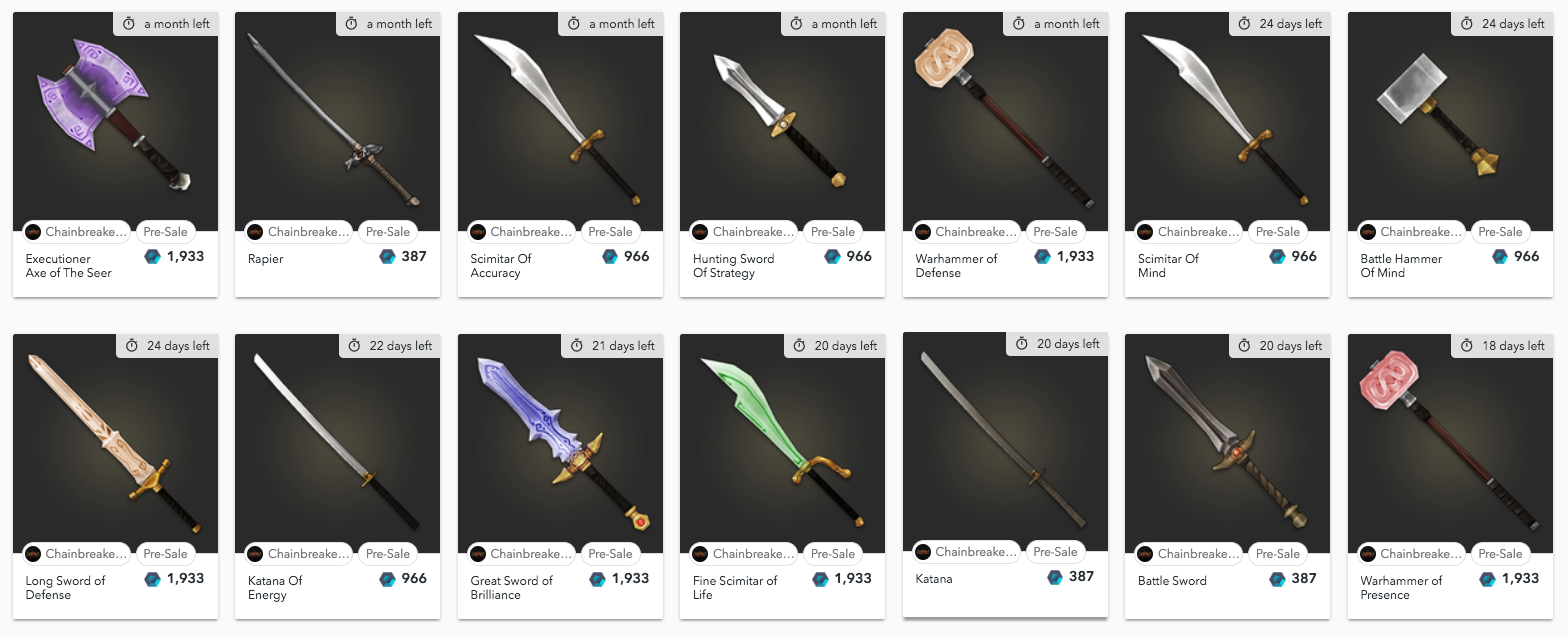 a month left
a month left
a month left
a month left
a month left
24 days left
24 days left
Chainbreake... Pre-Sale
Chainbreake... Pre-Sale
Chainbreake... Pre-Sale
Chainbreake... Pre-Sale
Chainbreake... Pre-Sale
Chainbreake... Pre-Sale
Chainbreake... Pre-Sale
Executioner 1,933
Axe of The Seer
Rapier 387
Scimitar Of 966
Accuracy
Hunting Sword 966
Of Strategy
Warhammer of 1,933
Defense
Scimitar Of 966
Mind
Battle Hammer 966
Of Mind
24 days left
22 days left
21 days left
20 days left
20 days left
20 days left
18 days left
Chainbreake... Pre-Sale
Chainbreake... Pre-Sale
Chainbreake... Pre-Sale
Chainbreake... Pre-Sale
Chainbreake... Pre-Sale
Chainbreake... Pre-Sale
Chainbreake... Pre-Sale
Long Sword of 1,933
Defense
Katana Of 966
Energy
Great Sword of 1,933
Brilliance
Fine Scimitar of 1,933
Life
Katana 387
Battle Sword 387
Warhammer of 1,933
Presence